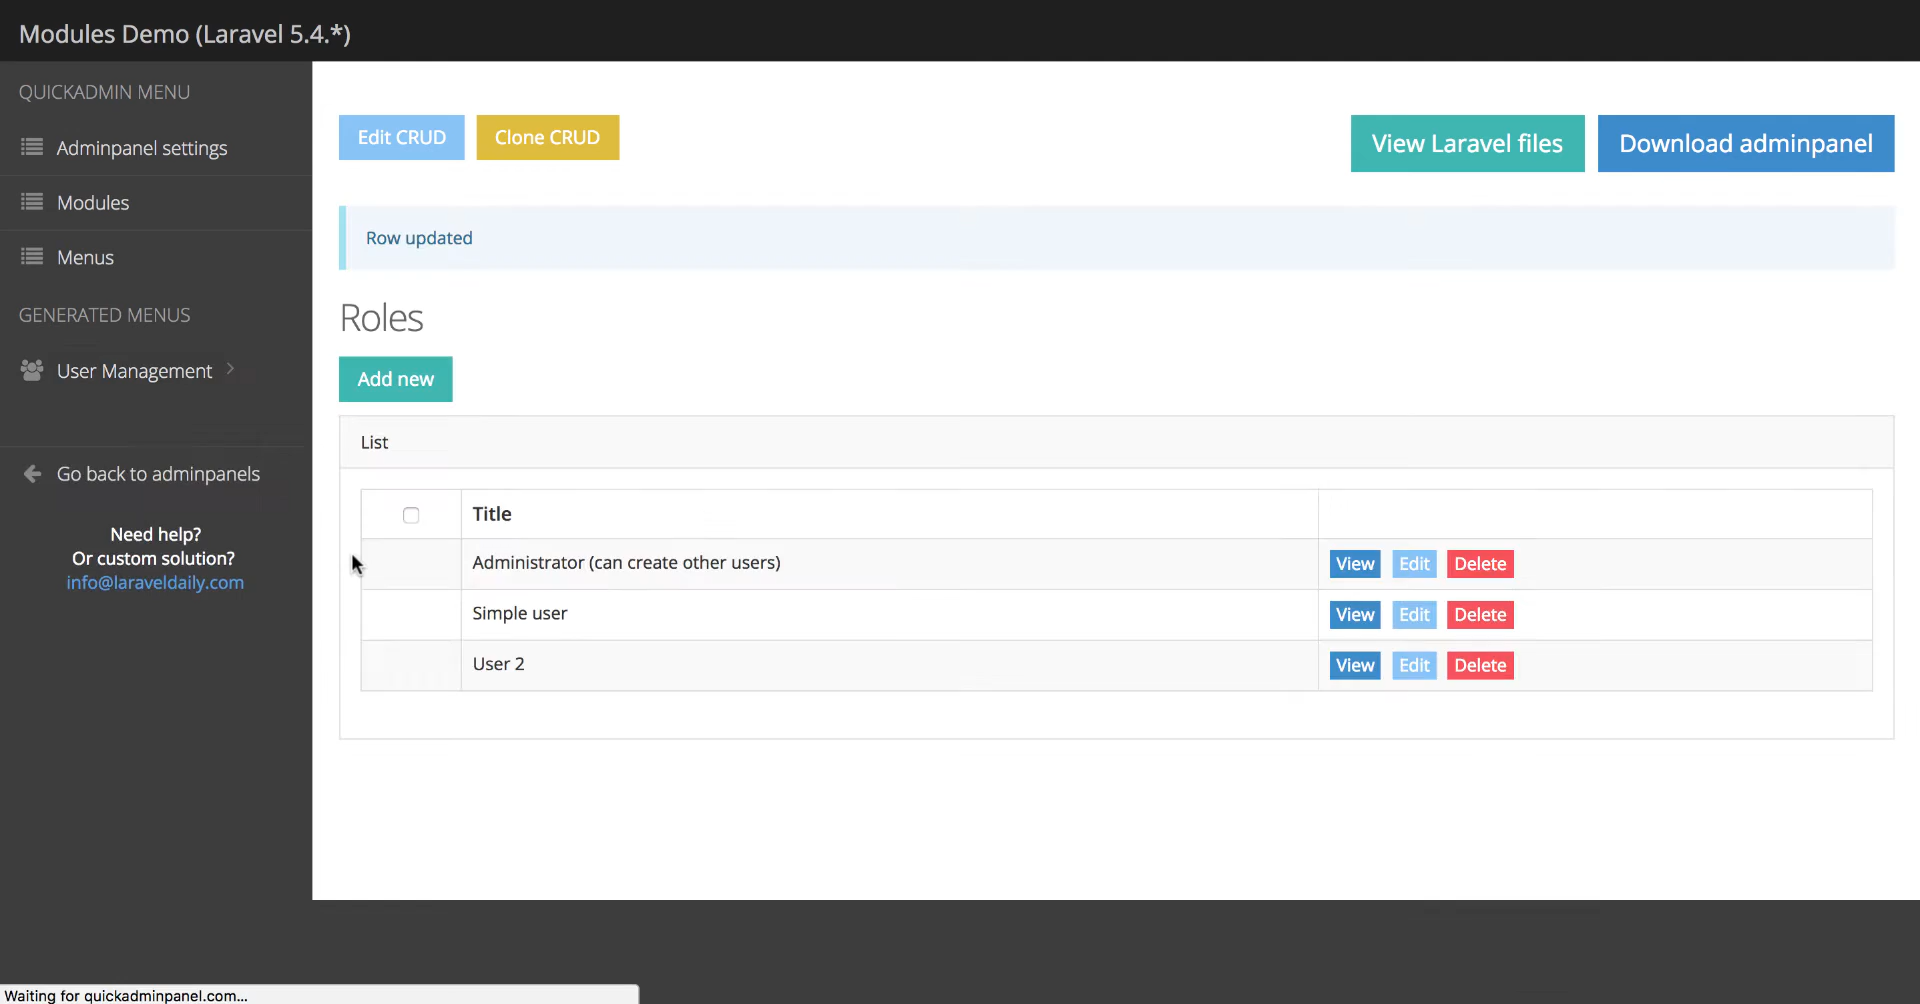 Modules Demo (Laravel 5.4.*)
QUICKADMIN MENU
Adminpanel settings
Modules
Menus
GENERATED MENUS
User Management
Go back to adminpanels
Need help?
Or custom solution?
info@laraveldaily.com
Edit CRUD Clone CRUD View Laravel files Download adminpanel
Row updated
Roles
Add new
List
Title
Administrator (can create other users) View Edit Delete
Simple user View Edit Delete
User 2 View Edit Delete
Waiting for quickadminpanel.com...